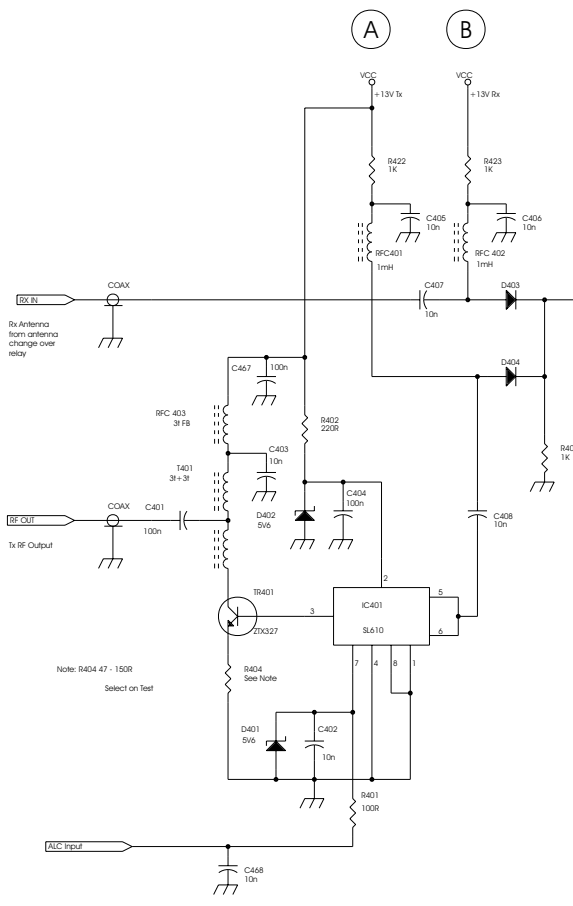 A
B
VCC
+13V Tx
VCC
+13V Rx
R422
1K
R423
1K
C405
10n
C406
10n
RFC401
1mH
RFC 402
1mH
COAX
C407
10n
D403
RX IN
Rx Antenna
from antenna
change over
relay
C467
100n
D404
RFC 403
3t FB
R402
220R
T401
3t+3t
C403
10n
R40
1K
C404
100n
D402
5V6
COAX
C401
100n
C408
10n
RF OUT
Tx RF Output
2
TR401
ZTX327
3
IC401
SL610
5
6
7
4
8
1
Note: R404 47 - 150R
Select on Test
R404
See Note
D401
5V6
C402
10n
R401
100R
ALC Input
C468
10n